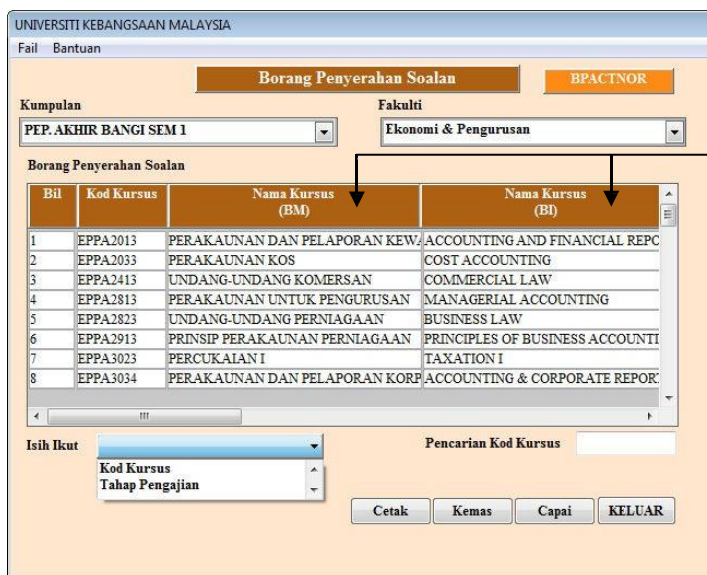 UNIVERSITI KEBANGSAAN MALAYSIA
Fail Bantuan
Borang Penyerahan Soalan
BPACTNOR
Kumpulan Fakulti
PEP. AKHIR BANGI SEM 1 Ekonomi & Pengurusan
Borang Penyerahan Soalan
Bil Kod Kursus Nama Kursus (BM) Nama Kursus (BI)
1 EPPA2013 PERAKAUNAN DAN PELAPORAN KEWA ACCOUNTING AND FINANCIAL REPO
2 EPPA2033 PERAKAUNAN KOS COST ACCOUNTING
3 EPPA2413 UNDANG-UNDANG KOMERSAN COMMERCIAL LAW
4 EPPA2813 PERAKAUNAN UNTUK PENGURUSAN MANAGERIAL ACCOUNTING
5 EPPA2823 UNDANG-UNDANG PERNIAGAAN BUSINESS LAW
6 EPPA2913 PRINSIP PERAKAUNAN PERNIAGAAN PRINCIPLES OF BUSINESS ACCOUNTI
7 EPPA3023 PERCUKAIAN I TAXATION I
8 EPPA3034 PERAKAUNAN DAN PELAPORAN KORP ACCOUNTING & CORPORATE REPOR
Isih Ikut Pencarian Kod Kursus
Kod Kursus
Tahap Pengajian
Cetak Kemas Capai KELUAR